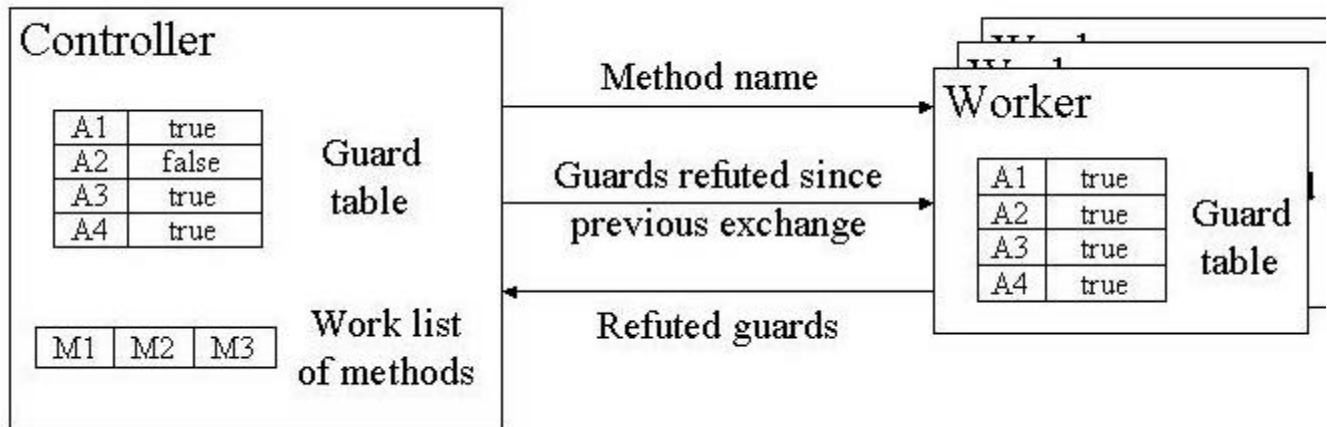 Controller
A1 true
A2 false
A3 true
A4 true
Guard
table
M1 M2 M3
Work list
of methods
Method name
Guards refuted since
previous exchange
Refuted guards
Worker
A1 true
A2 true
A3 true
A4 true
Guard
table